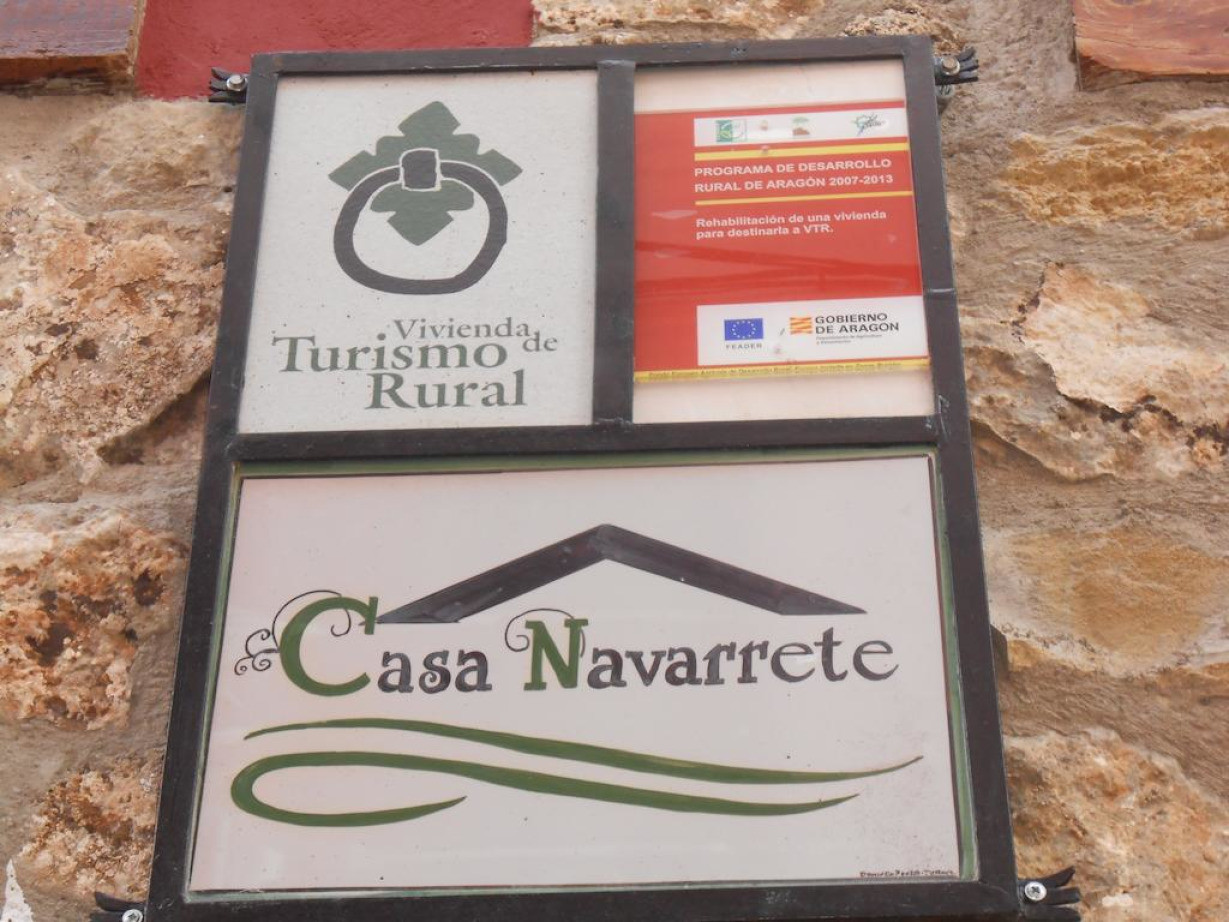 Vivienda
Turismo de
Rural
PROGRAMA DE DESARROLLO
RURAL DE ARAGÓN 2007-2013
Rehabilitación de una vivienda
para destinarla a VTR.
FEADER
GOBIERNO
DE ARAGON
Casa Navarrete